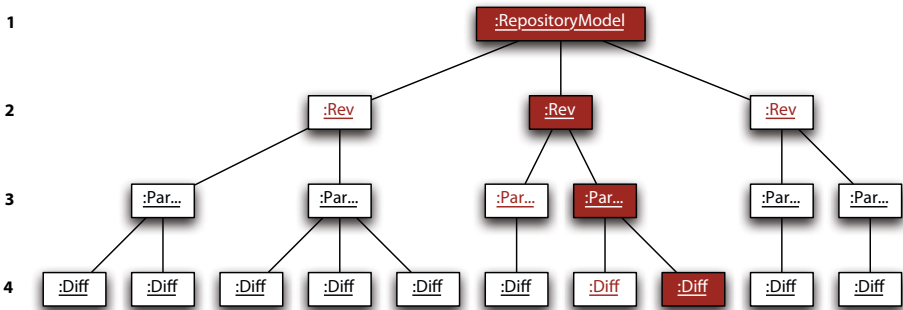 1 :RepositoryModel
2 :Rev :Rev :Rev
3 :Par... :Par... :Par... :Par... :Par... :Par...
4 :Diff :Diff :Diff :Diff :Diff :Diff :Diff :Diff :Diff :Diff